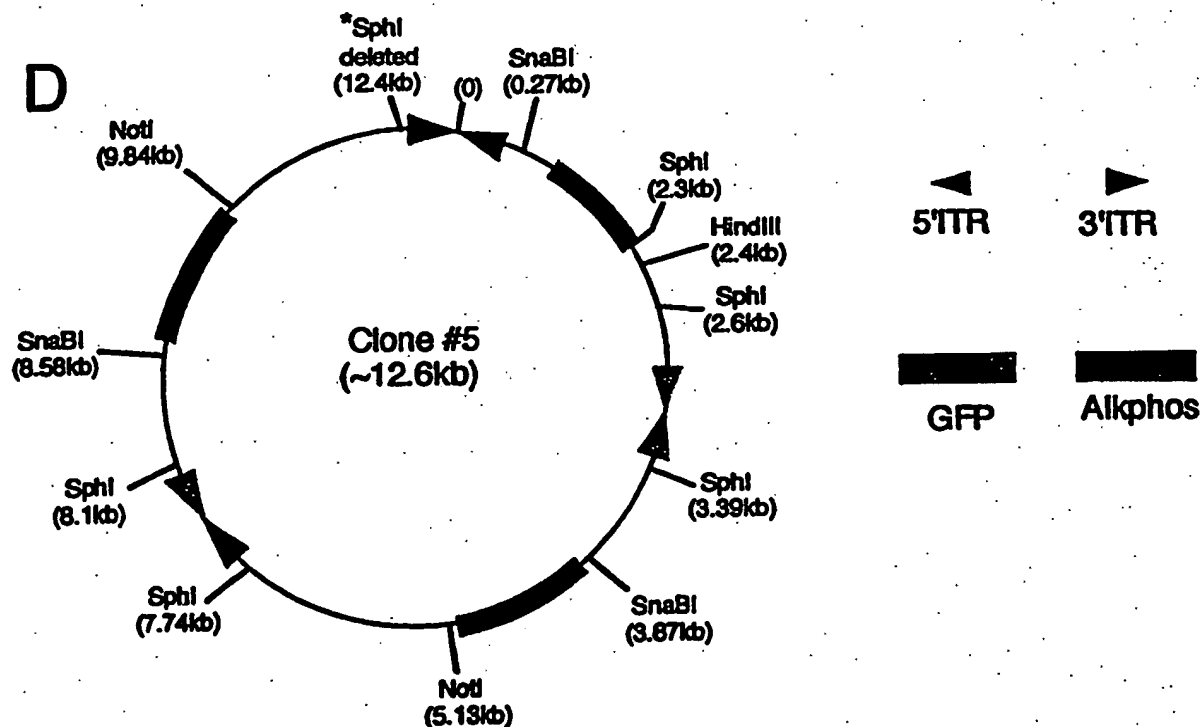 D
*SphI
deleted
(12.4kb)
(0)
SnaBI
(0.27kb)
NotI
(9.84kb)
SphI
(2.3kb)
HindIII
(2.4kb)
SphI
(2.6kb)
5'ITR
3'ITR
SnaBI
(8.58kb)
Clone #5
(~12.6kb)
GFP
Alkphos
SphI
(8.1kb)
SphI
(3.39kb)
SphI
(7.74kb)
SnaBI
(3.87kb)
NotI
(5.13kb)